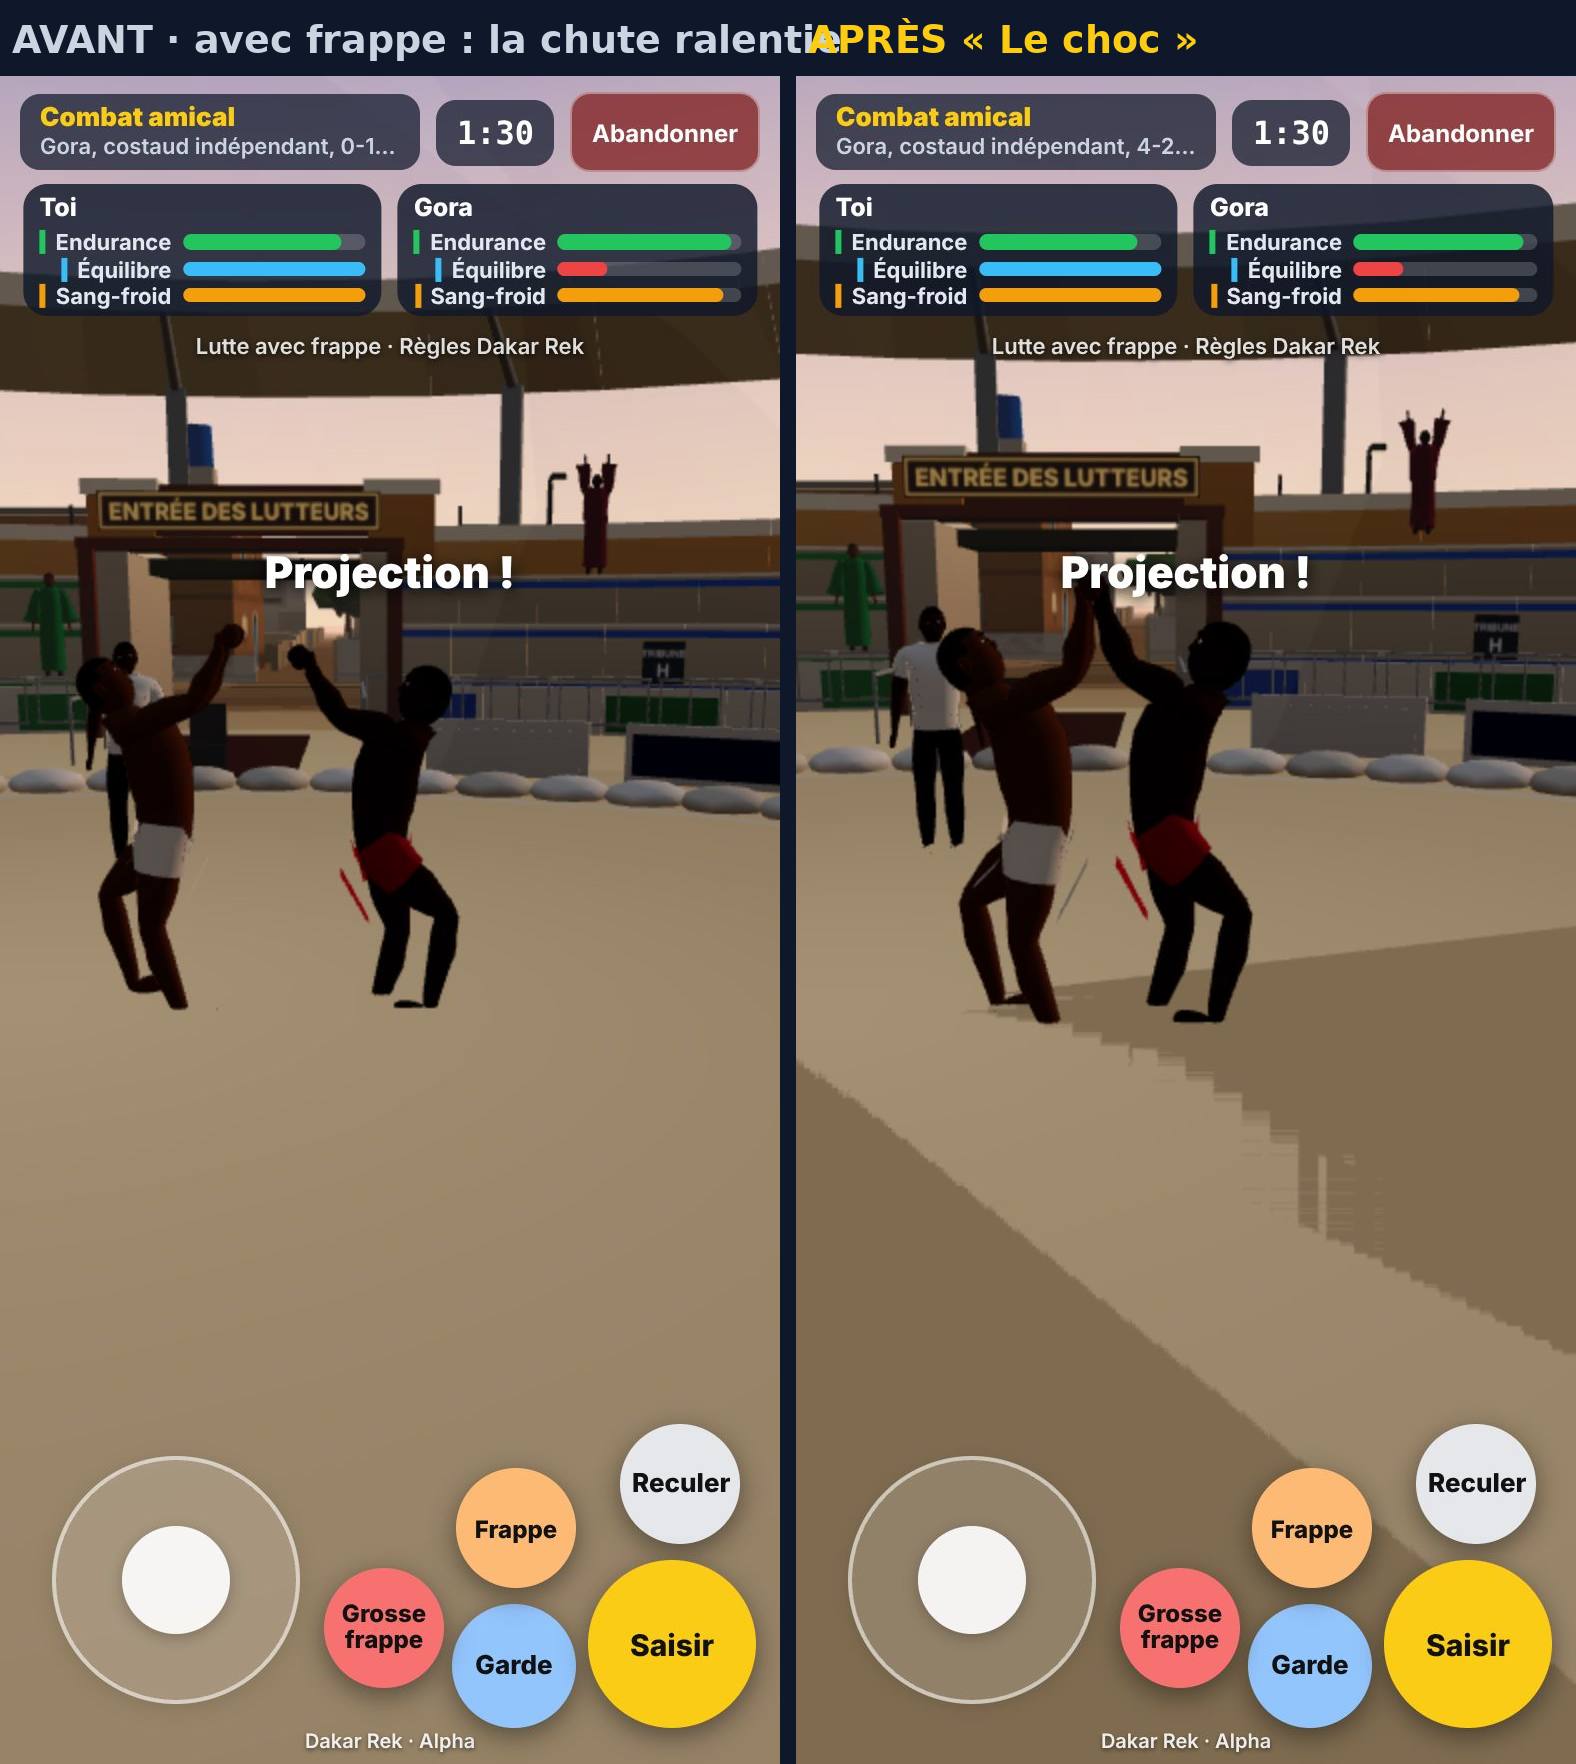 AVANT · avec frappe : la chute ralentie
APRÈS « Le choc »
Combat amical
Gora, costaud indépendant, 0-1…
1:30
Abandonner
Toi
Endurance
Équilibre
Sang-froid
Gora
Endurance
Équilibre
Sang-froid
Lutte avec frappe · Règles Dakar Rek
ENTRÉE DES LUTTEURS
Projection !
TRIBUNE
H
Reculer
Frappe
Grosse
frappe
Garde
Saisir
Dakar Rek · Alpha
Combat amical
Gora, costaud indépendant, 4-2…
1:30
Abandonner
Toi
Endurance
Équilibre
Sang-froid
Gora
Endurance
Équilibre
Sang-froid
Lutte avec frappe · Règles Dakar Rek
ENTRÉE DES LUTTEURS
Projection !
TRIBUNE
H
Reculer
Frappe
Grosse
frappe
Garde
Saisir
Dakar Rek · Alpha